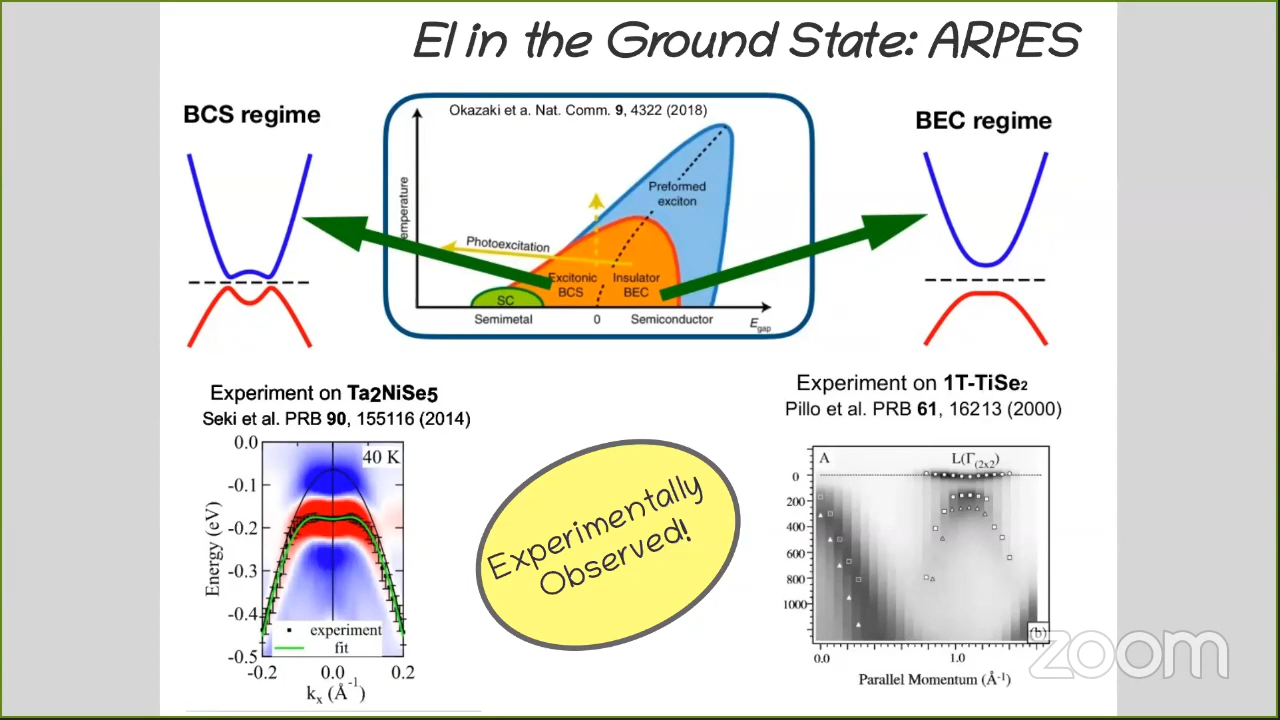 EI in the Ground State: ARPES
BCS regime
Okazaki et a. Nat. Comm. 9, 4322 (2018)
BEC regime
Preformed
exciton
emperature
Photoexcitation
Excitonic
BCS
Insulator
BEC
SC
Semimetal
0
Semiconductor
Egap
Experiment on Ta2NiSe5
Seki et al. PRB 90, 155116 (2014)
0.0
-0.1
-0.2
-0.3
-0.4
-0.5
Energy (eV)
40 K
experiment
fit
-0.2
0.0
0.2
kx (Å-1)
Experimentally
Observed!
Experiment on 1T-TiSe2
Pillo et al. PRB 61, 16213 (2000)
A
L(Γ(2x2)
0
200
400
600
800
1000
(b)
0.0
1.0
Parallel Momentum (Å-1)
zoom